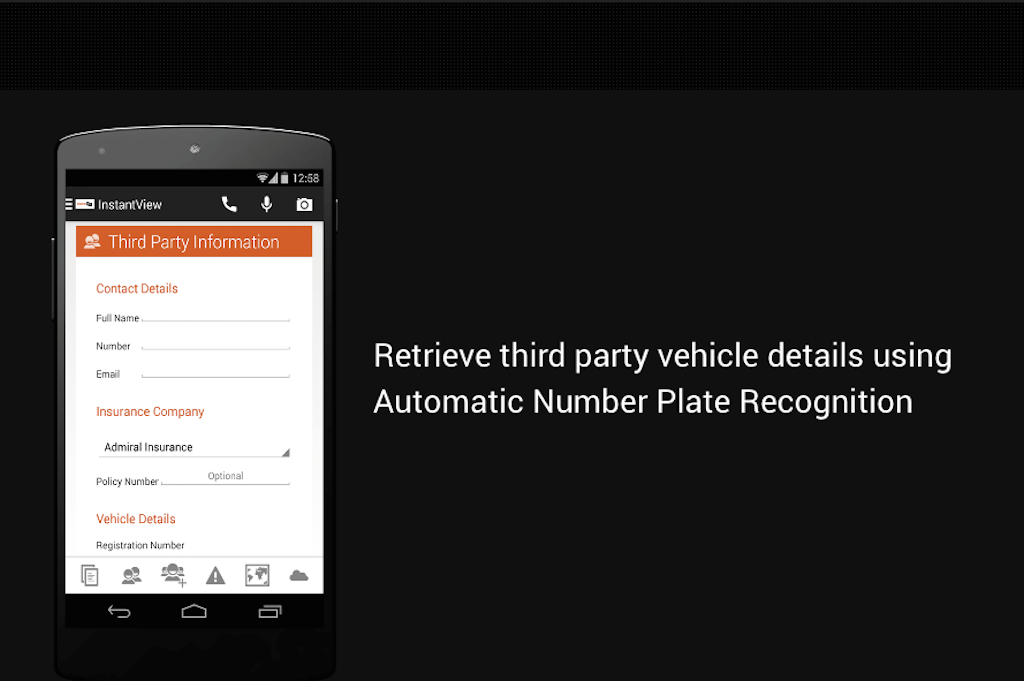 12:58
InstantView
Third Party Information
Contact Details
Full Name
Number
Email
Insurance Company
Admiral Insurance
Policy Number Optional
Vehicle Details
Registration Number
Retrieve third party vehicle details using
Automatic Number Plate Recognition